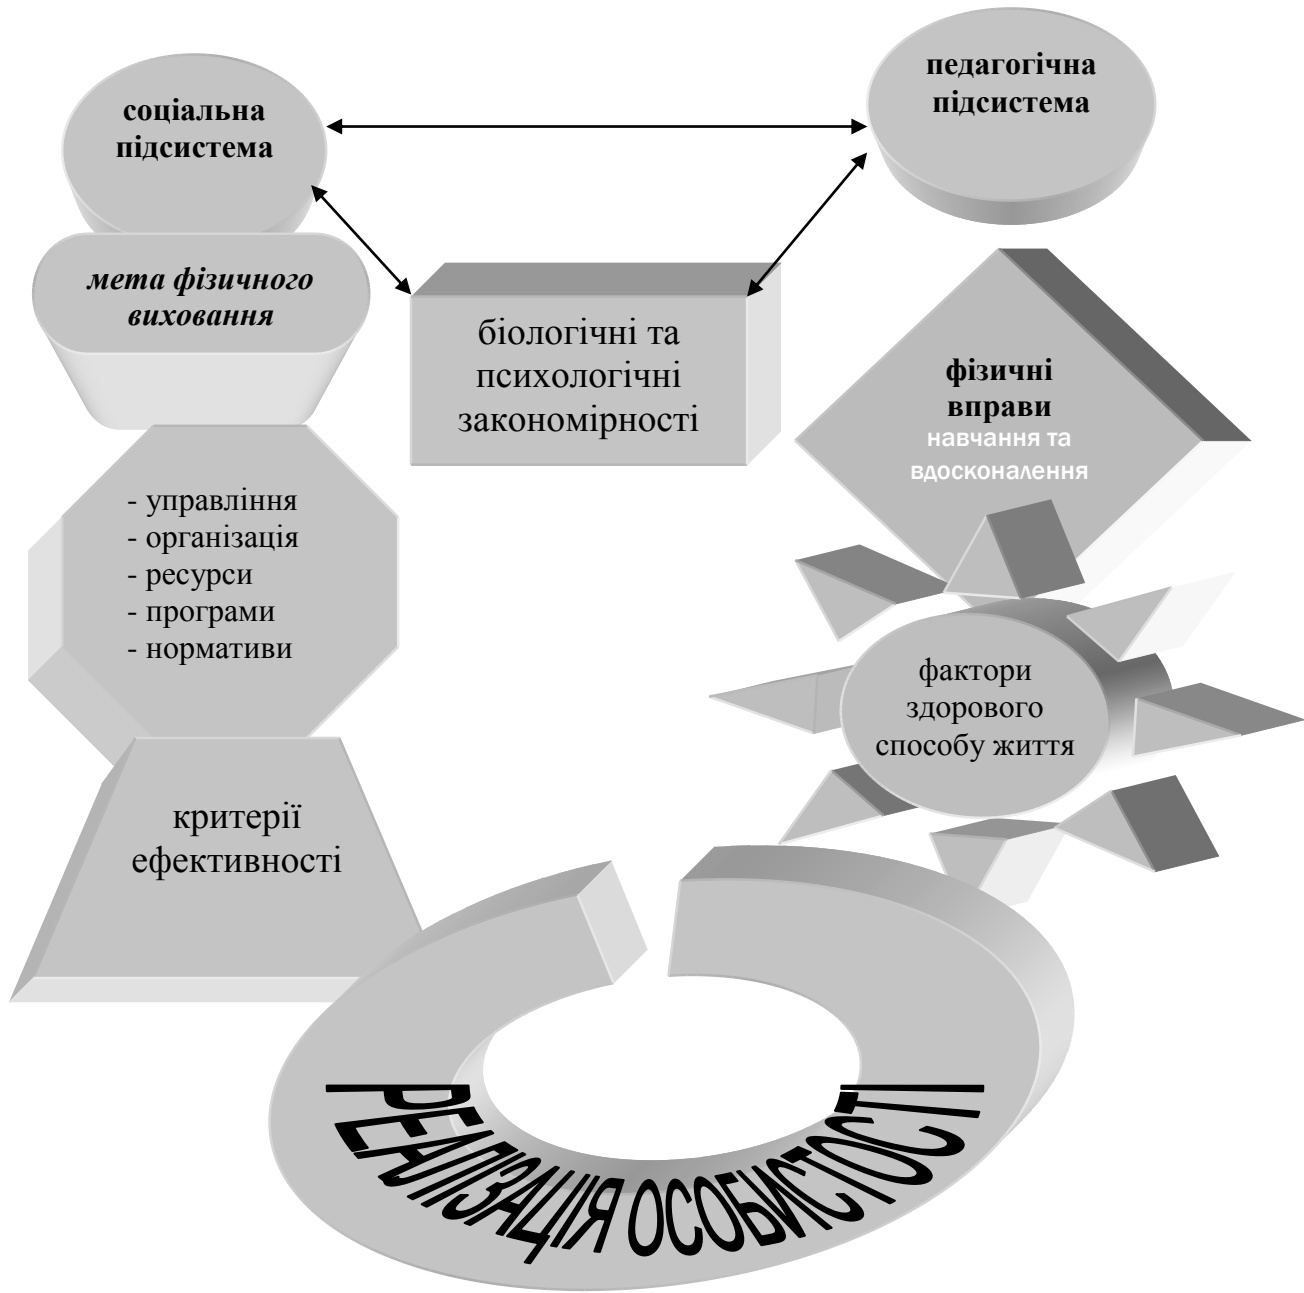 соціальна
підсистема
педагогічна
підсистема
мета фізичного
виховання
біологічні та
психологічні
закономірності
фізичні
вправи
навчання та
вдосконалення
- управління
- організація
- ресурси
- програми
- нормативи
фактори
здорового
способу життя
критерії
ефективності
РЕАЛІЗАЦІЯ ОСОБИСТОСТІ